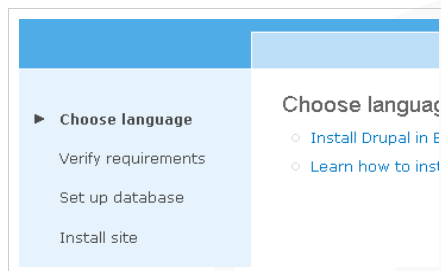 Choose language
Verify requirements
Set up database
Install site
Choose languag
Install Drupal in E
Learn how to inst